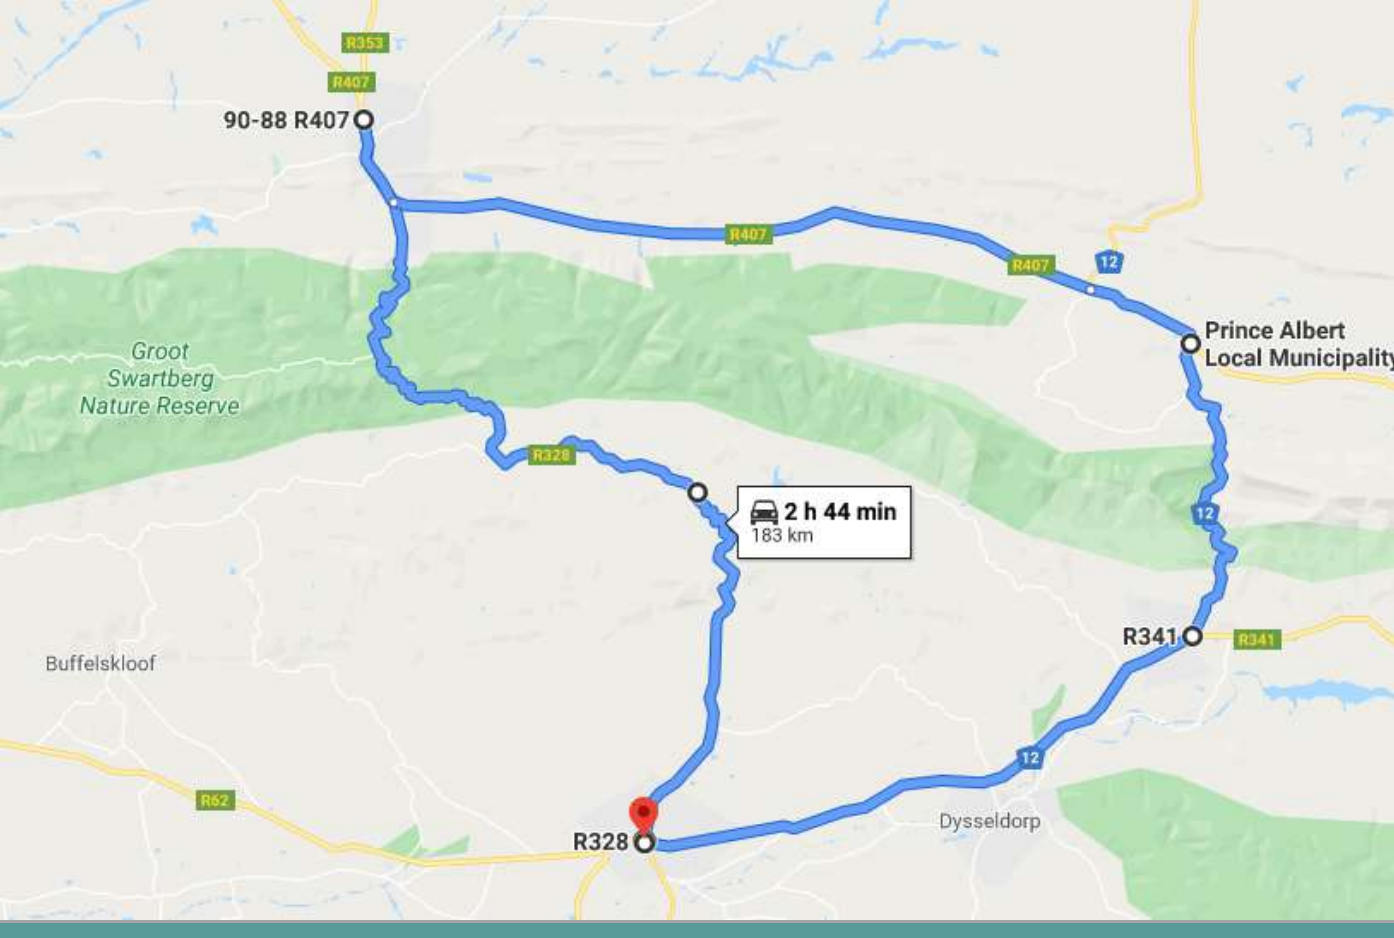 R353
R407
90-88 R407
R407
R407
12
Prince Albert
Local Municipality
Groot
Swartberg
Nature Reserve
R328
2 h 44 min
183 km
12
R341
R341
Buffelskloof
12
R62
Dysseldorp
R328